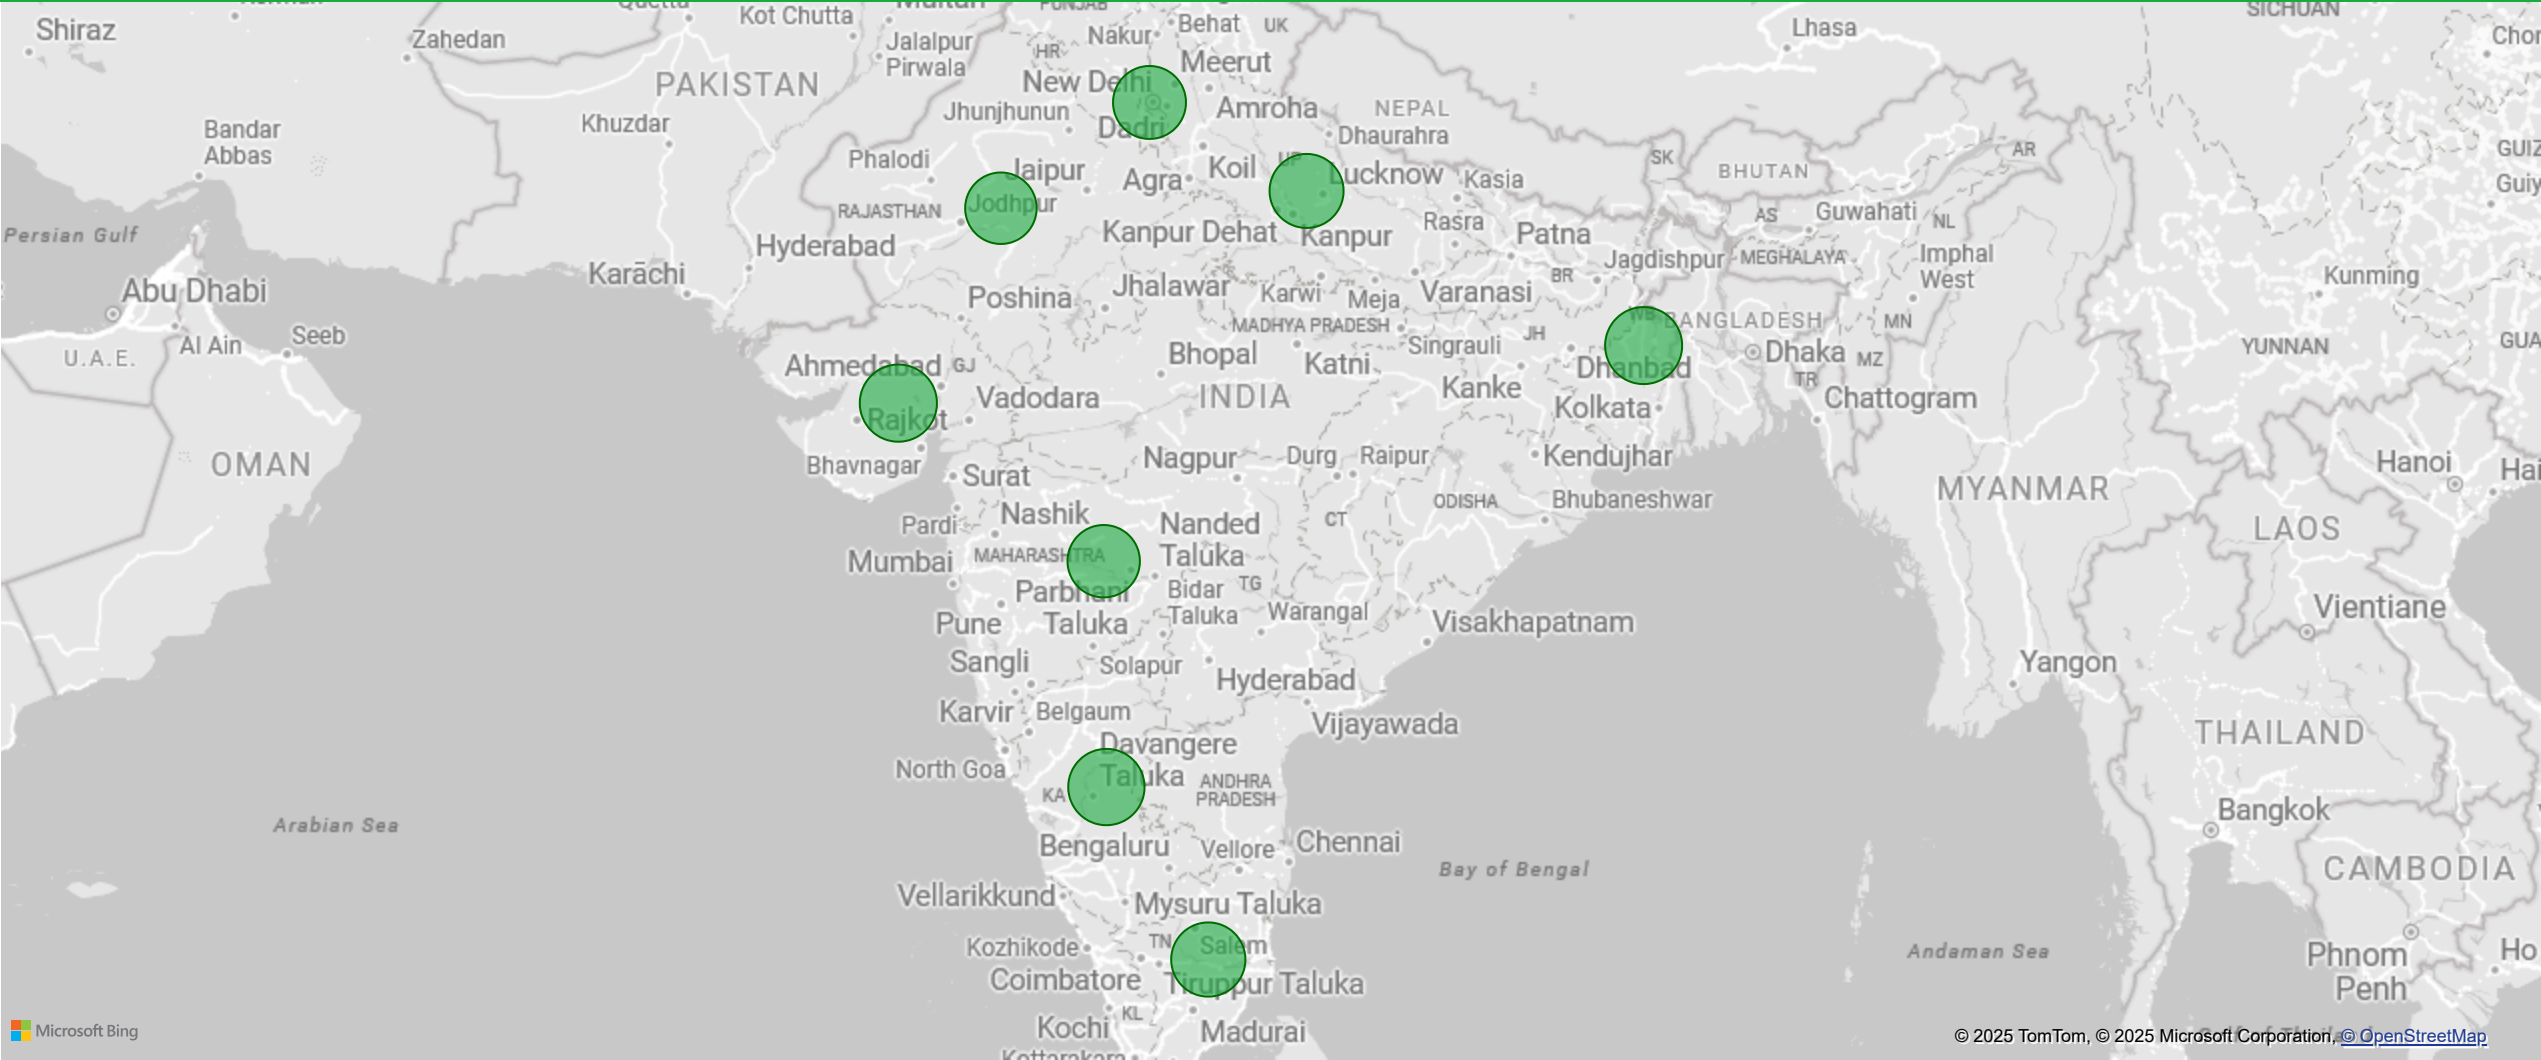 Quetta
Kot Chutta
Multan
PUNJAB
Behat
UK
SICHUAN
Shiraz
Zahedan
Jalalpur
Pirwala
HR
Nakur
Meerut
Lhasa
PAKISTAN
New Delhi
Jhunjhunun
Amroha
NEPAL
Khuzdar
Dadri
Dhaurahra
Bandar
Abbas
Phalodi
Jaipur
Agra
Koil
UP
Lucknow
Kasia
SK
BHUTAN
AR
RAJASTHAN
Jodhpur
Kanpur Dehat
Kanpur
Rasra
Patna
AS
Guwahati
NL
Persian Gulf
Hyderabad
Karāchi
Jagdishpur
MEGHALAYA
Imphal
West
Kunming
Abu Dhabi
Poshina
Jhalawar
Karwi
Meja
Varanasi
BR
MADHYA PRADESH
WB
BANGLADESH
MN
Seeb
Al Ain
U.A.E.
Ahmedabad
GJ
Bhopal
Katni
Singrauli
JH
Dhanbad
Dhaka
MZ
YUNNAN
TR
Vadodara
INDIA
Kanke
Kolkata
Chattogram
Rajkot
OMAN
Bhavnagar
Surat
Nagpur
Durg
Raipur
Kendujhar
MYANMAR
Hanoi
Pardi
Nashik
Nanded
Taluka
CT
ODISHA
Bhubaneshwar
LAOS
Mumbai
MAHARASHTRA
Parbhani
Taluka
Bidar
Taluka
TG
Warangal
Visakhapatnam
Vientiane
Pune
Sangli
Solapur
Hyderabad
Yangon
Karvir
Belgaum
Vijayawada
THAILAND
North Goa
Davangere
Taluka
KA
ANDHRA
PRADESH
Bangkok
Arabian Sea
Bengaluru
Vellore
Chennai
Bay of Bengal
CAMBODIA
Vellarikkund
Mysuru Taluka
Kozhikode
TN
Salem
Andaman Sea
Phnom
Penh
Coimbatore
Tiruppur Taluka
KL
Kochi
Madurai
Kottarakara
Microsoft Bing
© 2025 TomTom, © 2025 Microsoft Corporation, © OpenStreetMap